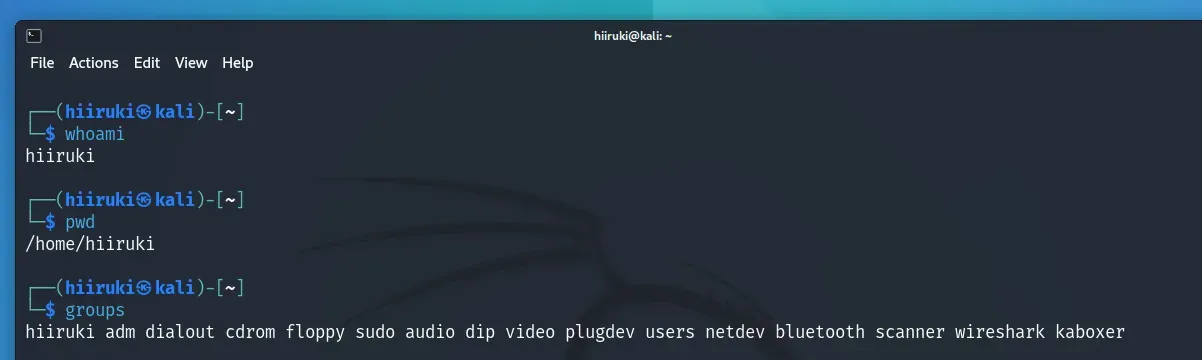 hiiruki@kali: ~
File Actions Edit View Help
┌──(hiiruki㉿kali)-[~]
└─$ whoami
hiiruki
┌──(hiiruki㉿kali)-[~]
└─$ pwd
/home/hiiruki
┌──(hiiruki㉿kali)-[~]
└─$ groups
hiiruki adm dialout cdrom floppy sudo audio dip video plugdev users netdev bluetooth scanner wireshark kaboxer